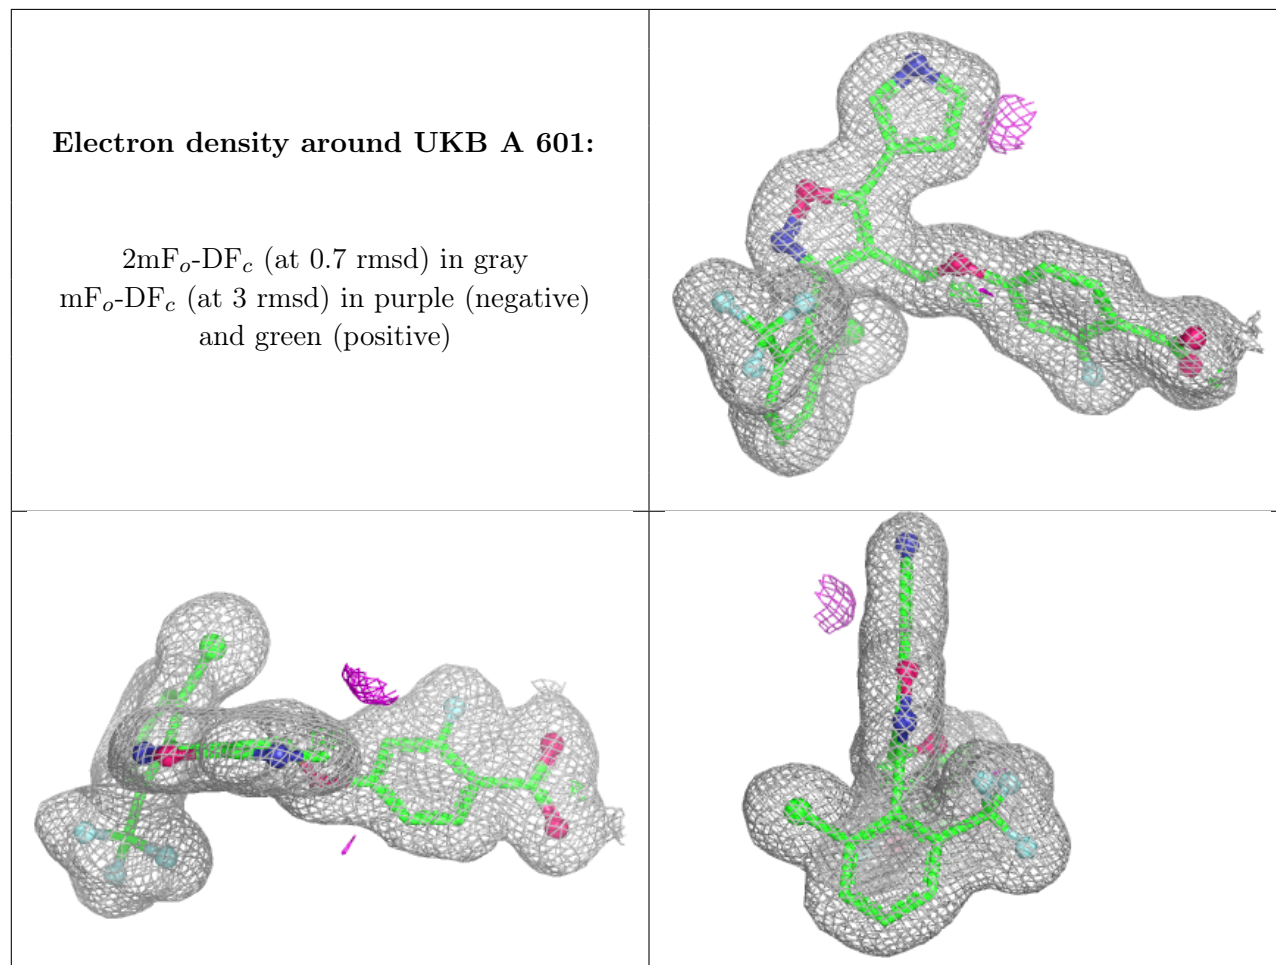 Electron density around UKB A 601:
2mFo-DFc (at 0.7 rmsd) in gray
mFo-DFc (at 3 rmsd) in purple (negative)
and green (positive)